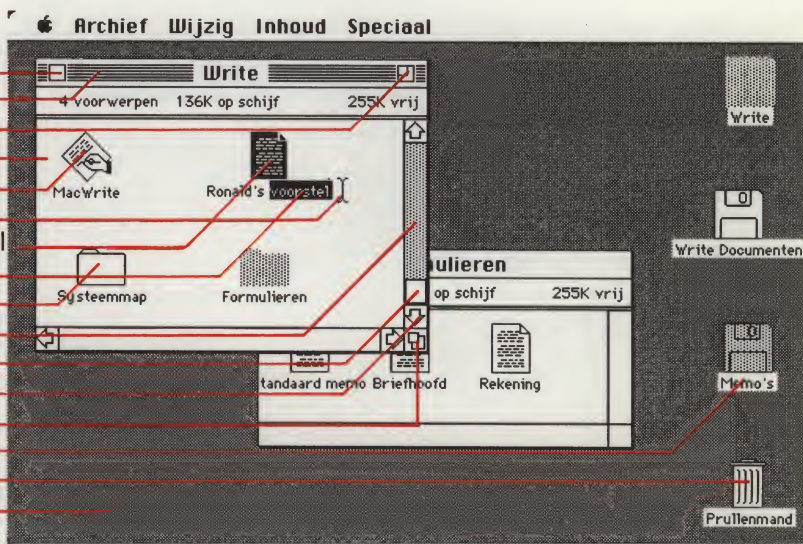 Archief Wijzig Inhoud Speciaal
Write
4 voorwerpen 136K op schijf 255K vrij
MacWrite
Ronald's voorstel
Systeemmap
Formulieren
ulieren
op schijf 255K vrij
tandaard memo Briefhoofd Rekening
Write
Write Documenten
Memo's
Prullenmand